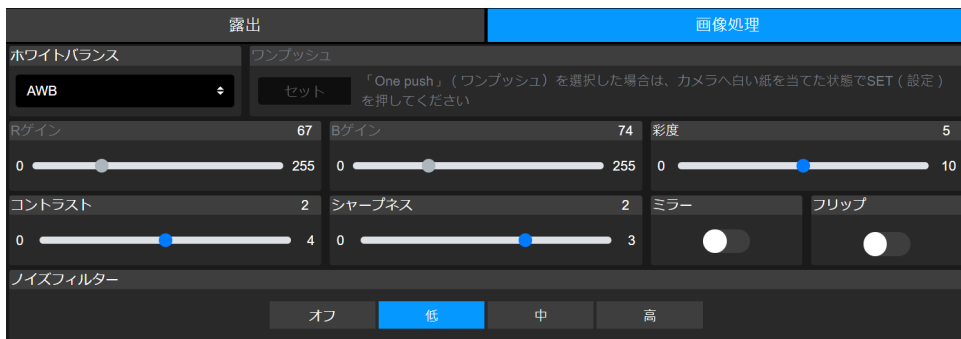 露出 画像処理
ホワイトバランス ワンプッシュ
AWB セット 「One push」(ワンプッシュ)を選択した場合は、カメラへ白い紙を当てた状態でSET(設定)
を押してください
Rゲイン 67 Bゲイン 74 彩度 5
0 255 0 255 0 10
コントラスト 2 シャープネス 2 ミラー フリップ
0 4 0 3
ノイズフィルター
オフ 低 中 高